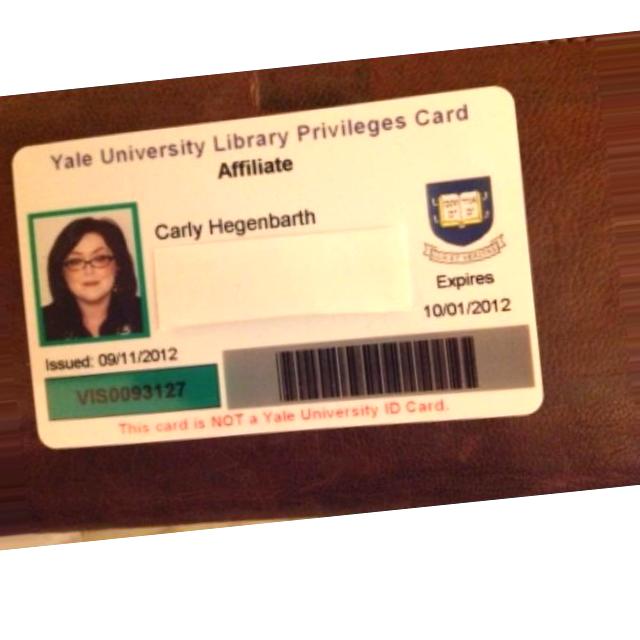 Yale University Library Privileges Card
Affiliate
Carly Hegenbarth
Expires
10/01/2012
Issued: 09/11/2012
VIS0093127
This card is NOT a Yale University ID Card.